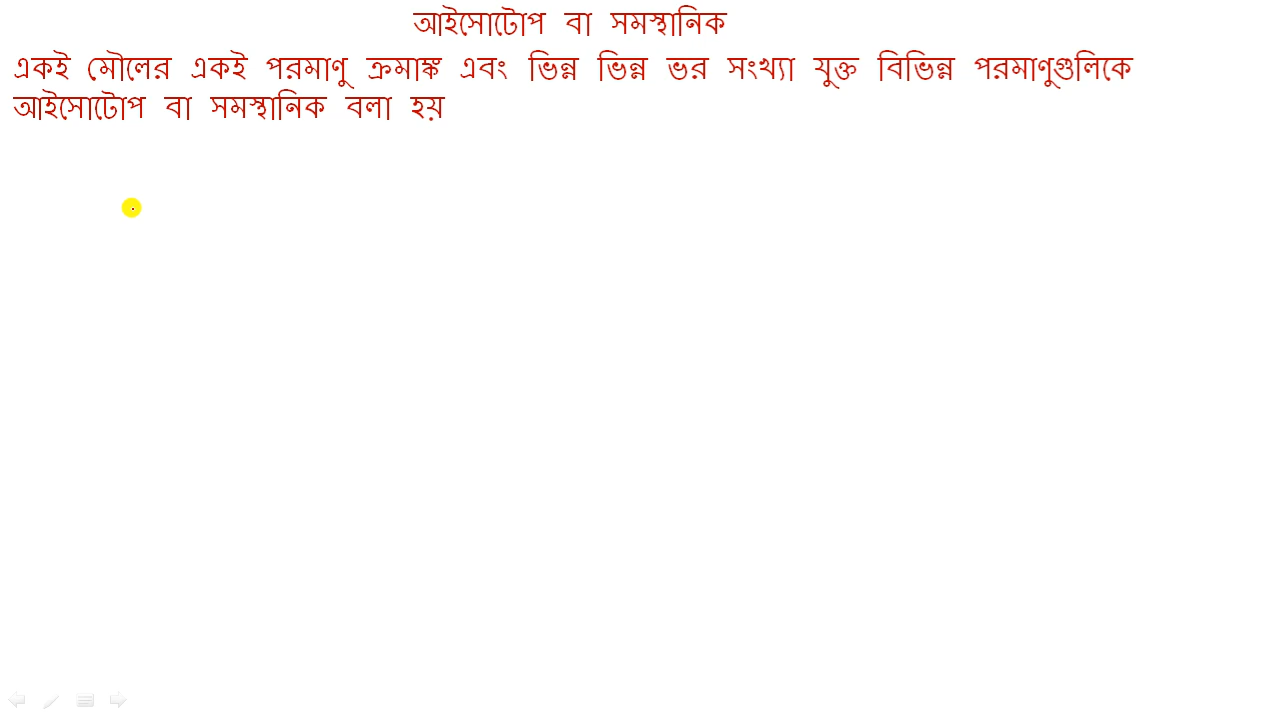 আইসোটোপ বা সমস্থানিক
একই মৌলের একই পরমাণু ক্রমাঙ্ক এবং ভিন্ন ভিন্ন ভর সংখ্যা যুক্ত বিভিন্ন পরমাণুগুলিকে
আইসোটোপ বা সমস্থানিক বলা হয়